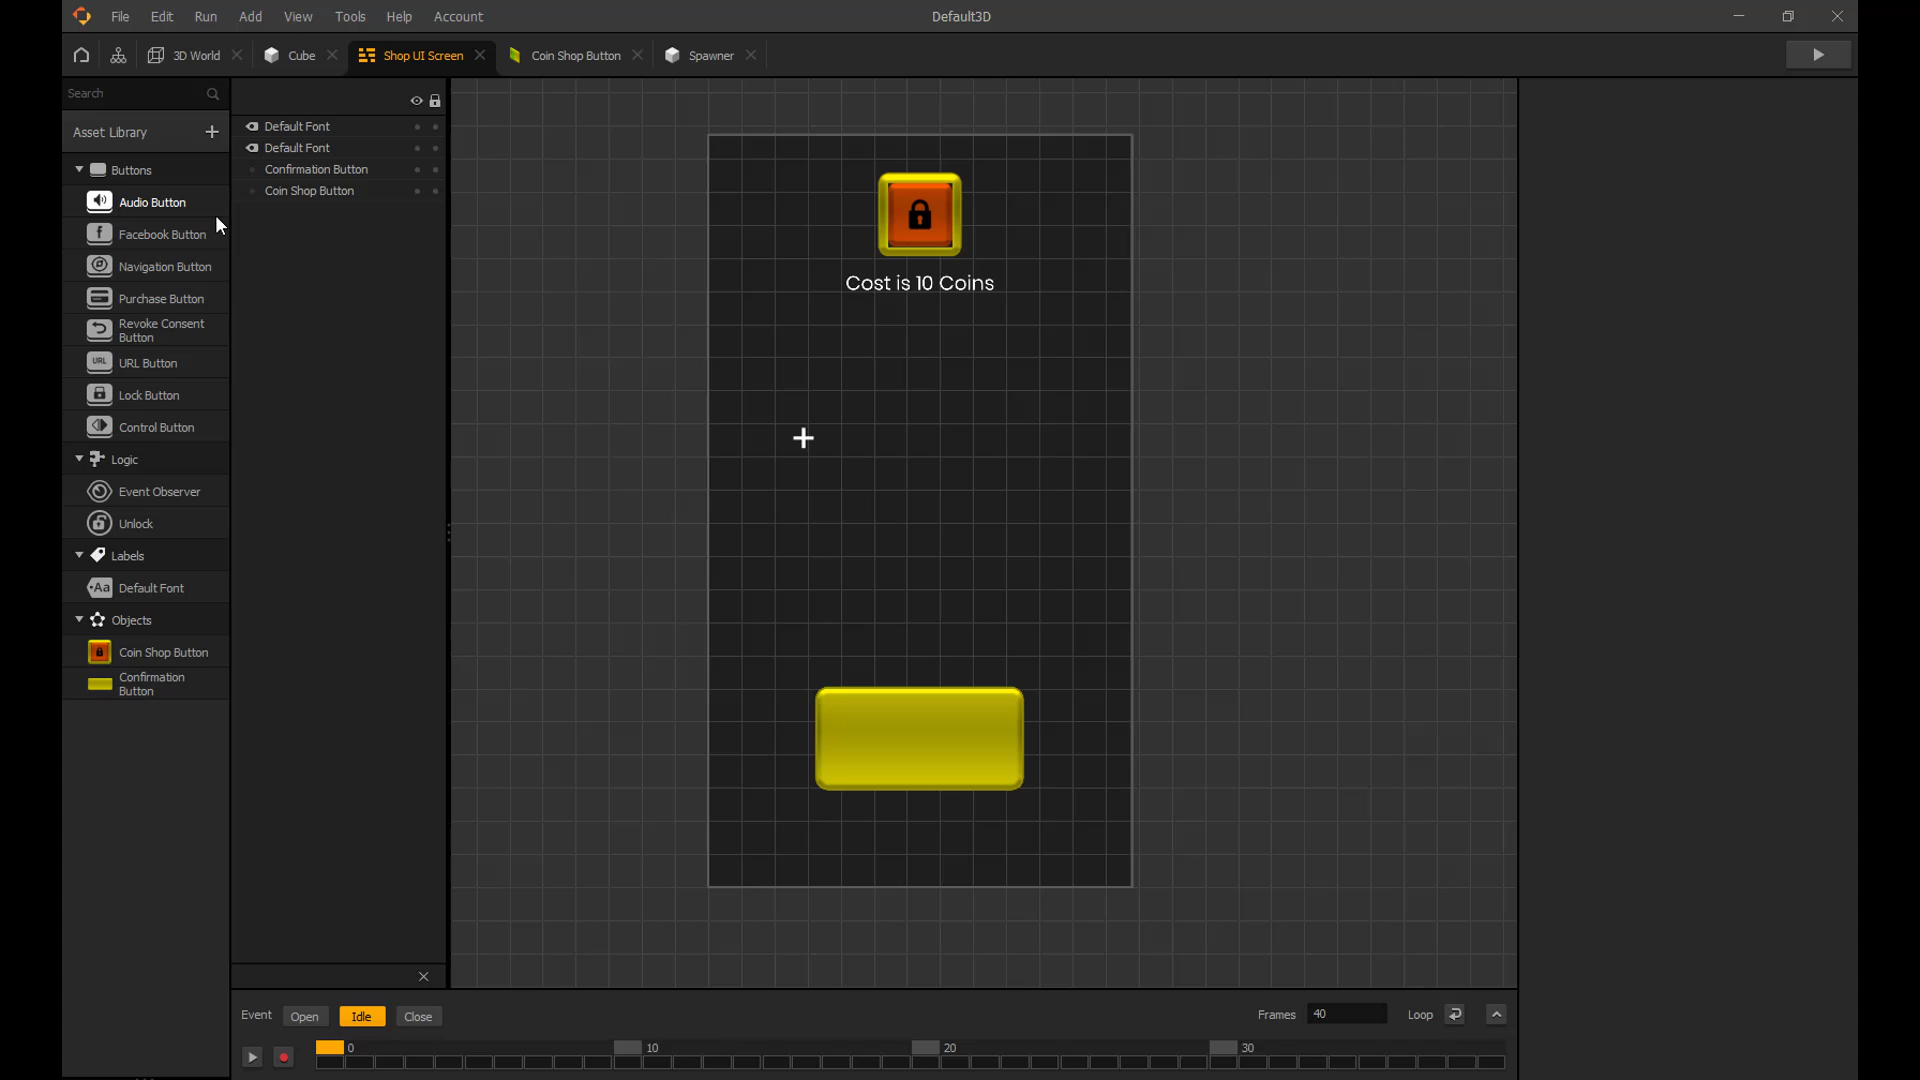 File Edit Run Add View Tools Help Account
Default3D
3D World
Cube
Shop UI Screen
Coin Shop Button
Spawner
Search
Asset Library
Buttons
Audio Button
Facebook Button
Navigation Button
Purchase Button
Revoke Consent
Button
URL
URL Button
Lock Button
Control Button
Logic
Event Observer
Unlock
Labels
Aa
Default Font
Objects
Coin Shop Button
Confirmation
Button
Default Font
Default Font
Confirmation Button
Coin Shop Button
Cost is 10 Coins
Event Open Idle Close
Frames 40 Loop
0 10 20 30